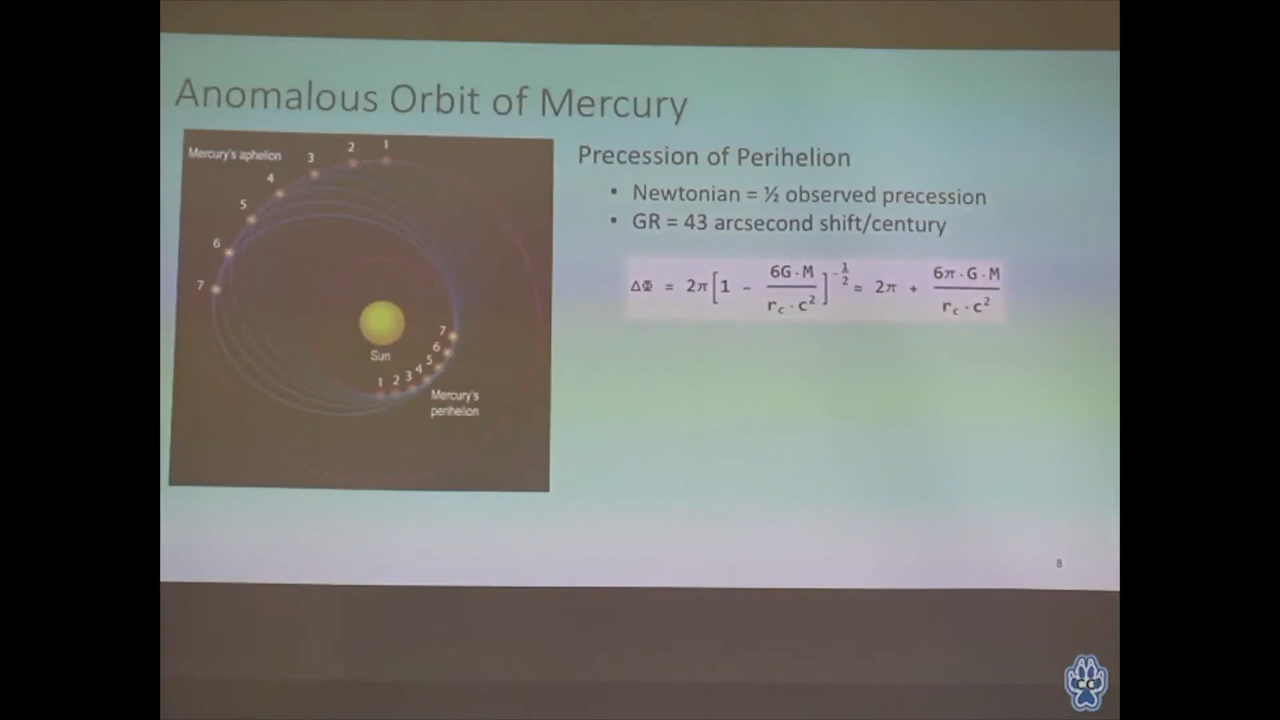 Anomalous Orbit of Mercury
Mercury's aphelion
1
2
3
4
5
6
7
Sun
7
6
5
4
3
2
1
Mercury's
perihelion
Precession of Perihelion
• Newtonian = ½ observed precession
• GR = 43 arcsecond shift/century
ΔΦ = 2π[1 - 6G·M / r_c·c²]^-1/2 = 2π + 6π·G·M / r_c·c²
8
CC